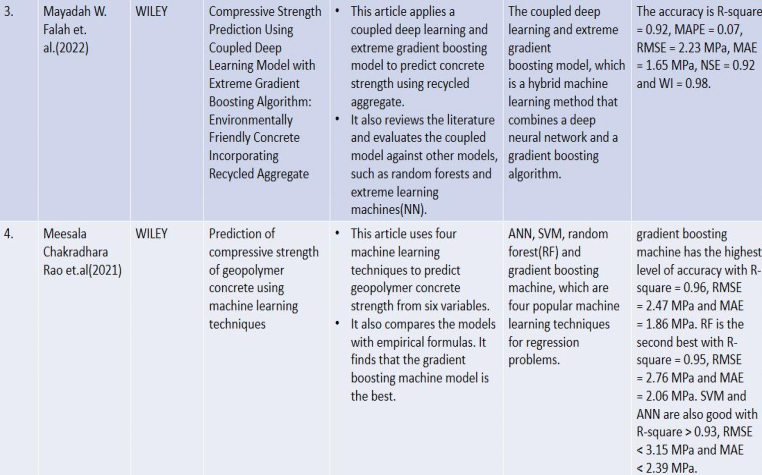 3.
Mayadah W.
Falah et.
al.(2022)
WILEY
Compressive Strength
Prediction Using
Coupled Deep
Learning Model with
Extreme Gradient
Boosting Algorithm:
Environmentally
Friendly Concrete
Incorporating
Recycled Aggregate
• This article applies a
coupled deep learning and
extreme gradient boosting
model to predict concrete
strength using recycled
aggregate.
• It also reviews the literature
and evaluates the coupled
model against other models,
such as random forests and
extreme learning
machines(NN).
The coupled deep
learning and extreme
gradient
boosting model, which
is a hybrid machine
learning method that
combines a deep
neural network and a
gradient boosting
algorithm.
The accuracy is R-square
= 0.92, MAPE = 0.07,
RMSE = 2.23 MPa, MAE
= 1.65 MPa, NSE = 0.92
and WI = 0.98.
4.
Meesala
Chakradhara
Rao et.al(2021)
WILEY
Prediction of
compressive strength
of geopolymer
concrete using
machine learning
techniques
• This article uses four
machine learning
techniques to predict
geopolymer concrete
strength from six variables.
• It also compares the models
with empirical formulas. It
finds that the gradient
boosting machine model is
the best.
ANN, SVM, random
forest(RF) and
gradient boosting
machine, which are
four popular machine
learning techniques
for regression
problems.
gradient boosting
machine has the highest
level of accuracy with R-
square = 0.96, RMSE
= 2.47 MPa and MAE
= 1.86 MPa. RF is the
second best with R-
square = 0.95, RMSE
= 2.76 MPa and MAE
= 2.06 MPa. SVM and
ANN are also good with
R-square > 0.93, RMSE
< 3.15 MPa and MAE
< 2.39 MPa.